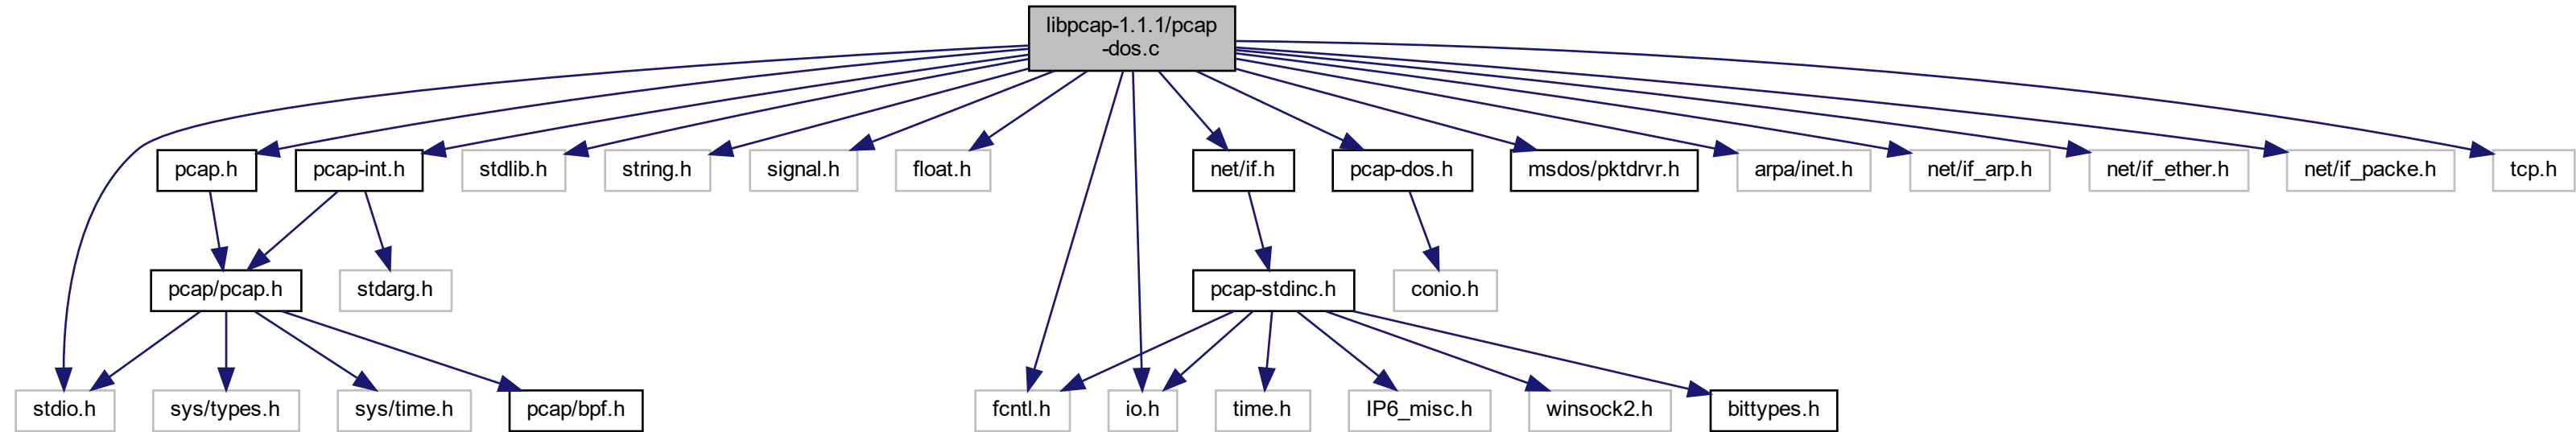 libpcap-1.1.1/pcap
-dos.c
pcap.h
pcap-int.h
stdlib.h
string.h
signal.h
float.h
net/if.h
pcap-dos.h
msdos/pktdrvr.h
arpa/inet.h
net/if_arp.h
net/if_ether.h
net/if_packe.h
tcp.h
pcap/pcap.h
stdarg.h
pcap-stdinc.h
conio.h
stdio.h
sys/types.h
sys/time.h
pcap/bpf.h
fcntl.h
io.h
time.h
IP6_misc.h
winsock2.h
bittypes.h